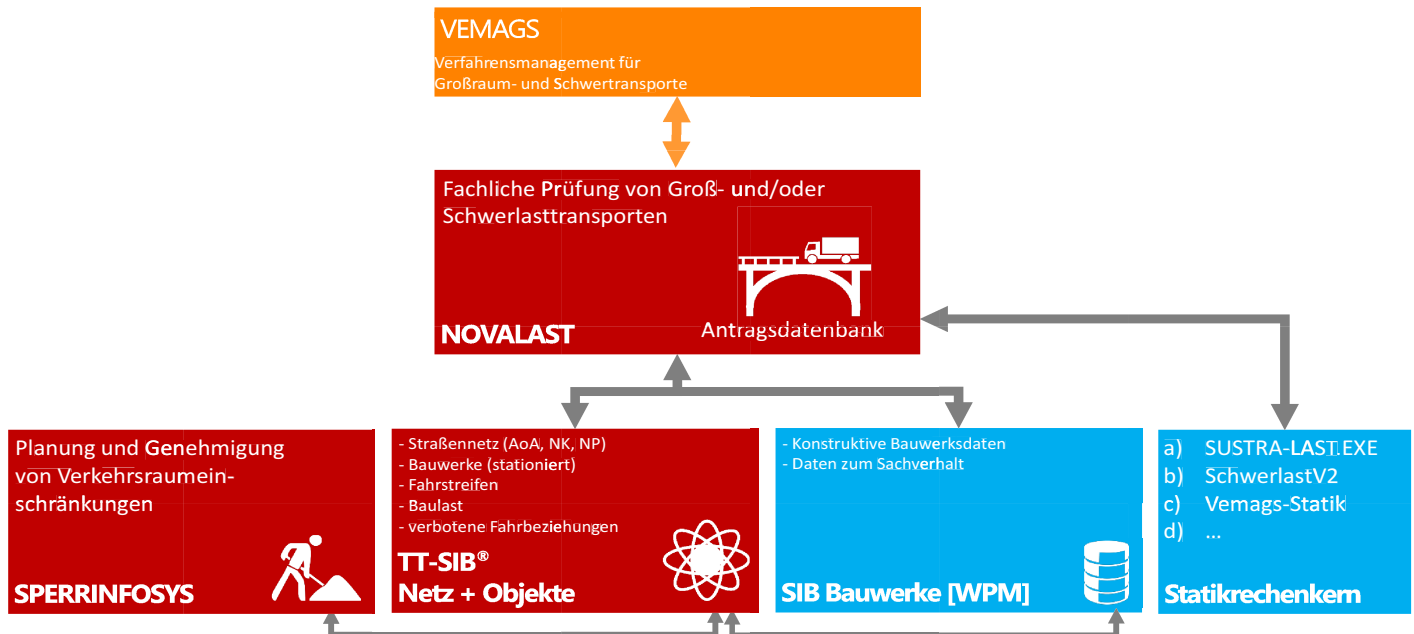 VEMAGS
Verfahrensmanagement für
Großraum- und Schwertransporte
Fachliche Prüfung von Groß- und/oder
Schwerlasttransporten
Antragsdatenbank
NOVALAST
Planung und Genehmigung
von Verkehrsraumein-
schränkungen
SPERRINFOSYS
- Straßennetz (AoA, NK, NP)
- Bauwerke (stationiert)
- Fahrstreifen
- Baulast
- verbotene Fahrbeziehungen
TT-SIB®
Netz + Objekte
- Konstruktive Bauwerksdaten
- Daten zum Sachverhalt
SIB Bauwerke [WPM]
a) SUSTRA-LAST.EXE
b) SchwerlastV2
c) Vemags-Statik
d) ...
Statikrechenkern